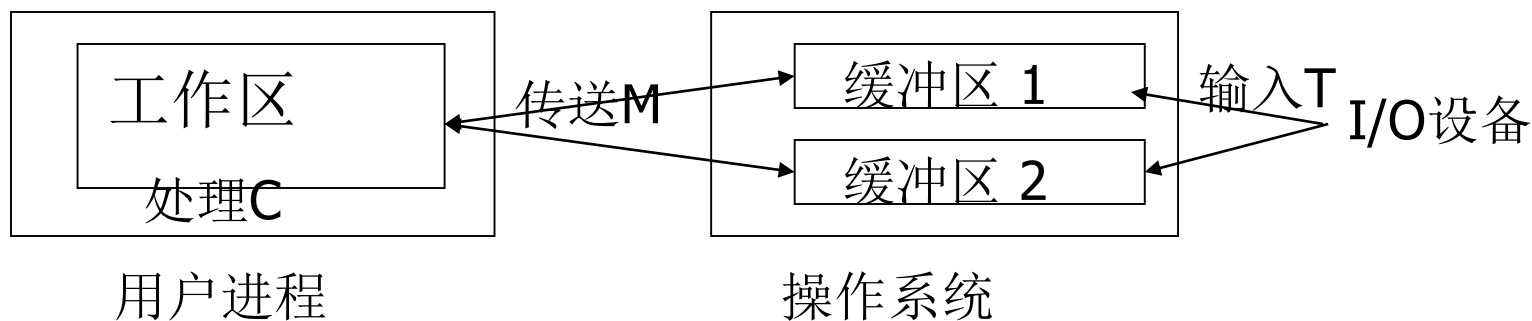 工作区
处理C
用户进程
传送M
缓冲区 1
缓冲区 2
操作系统
输入T
I/O设备